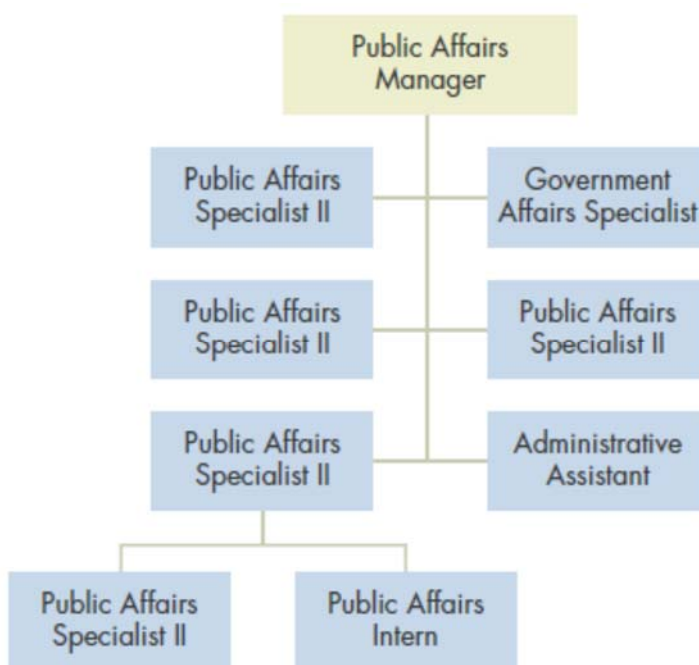 Public Affairs
Manager
Public Affairs
Specialist II
Government
Affairs Specialist
Public Affairs
Specialist II
Public Affairs
Specialist II
Public Affairs
Specialist II
Administrative
Assistant
Public Affairs
Specialist II
Public Affairs
Intern